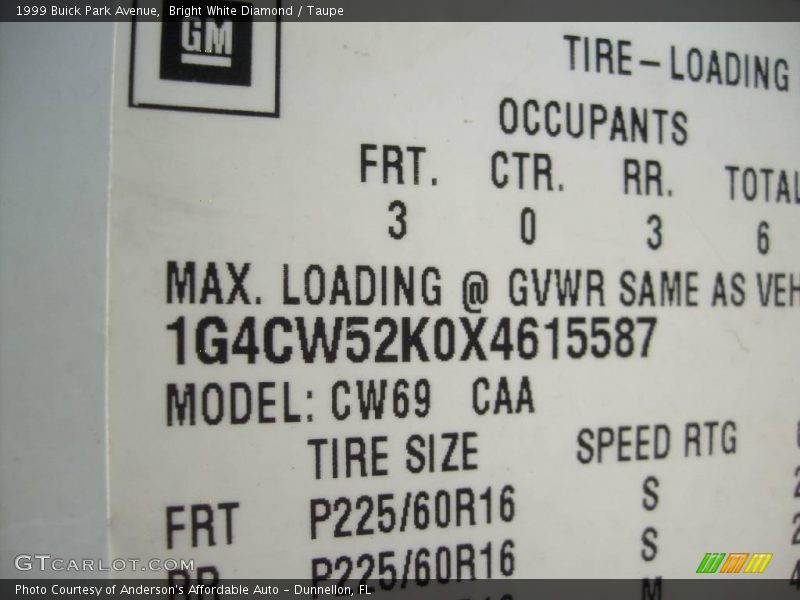 1999 Buick Park Avenue,  Bright White Diamond / Taupe
GM
TIRE-LOADING
OCCUPANTS
FRT. CTR. RR. TOTAL
3 0 3 6
MAX. LOADING @ GVWR SAME AS VEH
1G4CW52K0X4615587
MODEL: CW69 CAA
TIRE SIZE SPEED RTG
FRT P225/60R16 S
RR P225/60R16 S
M
GTCARLOT.COM
Photo Courtesy of Anderson's Affordable Auto - Dunnellon, FL